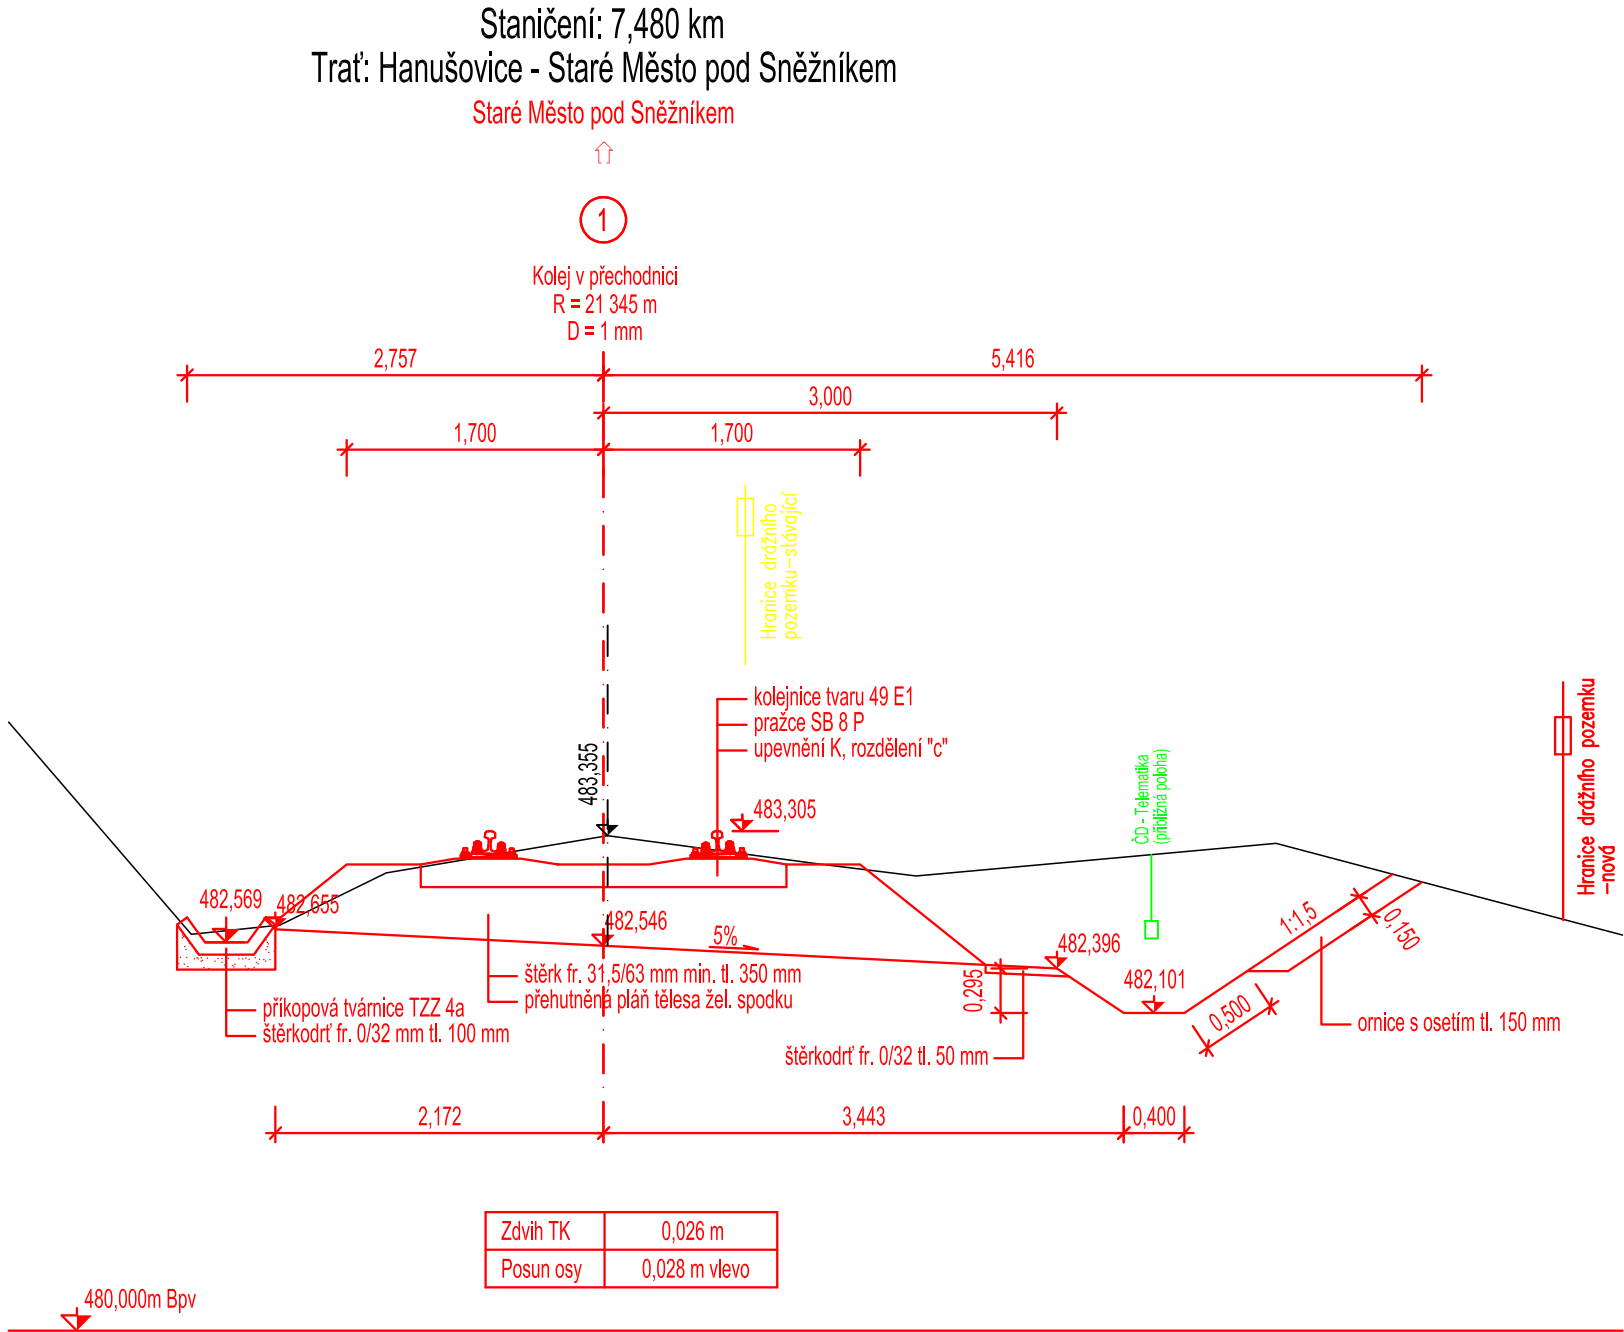 Staničení: 7,480 km
Trať: Hanušovice - Staré Město pod Sněžníkem
Staré Město pod Sněžníkem
1
Kolej v přechodnici
R = 21 345 m
D = 1 mm
2,757
5,416
3,000
1,700
1,700
Hranice drážního
pozemku-stávající
kolejnice tvaru 49 E1
pražce SB 8 P
upevnění K, rozdělení "c"
483,355
483,305
ČD - Telematika
(přibližná poloha)
Hranice drážního pozemku
-nová
482,569
482,655
482,546
5%
482,396
482,101
0,295
1:1,5
0,150
0,500
štěrk fr. 31,5/63 mm min. tl. 350 mm
přehutněná pláň tělesa žel. spodku
příkopová tvárnice TZZ 4a
štěrkodrť fr. 0/32 mm tl. 100 mm
štěrkodrť fr. 0/32 tl. 50 mm
ornice s osetím tl. 150 mm
2,172
3,443
0,400
Zdvih TK
0,026 m
Posun osy
0,028 m vlevo
480,000m Bpv